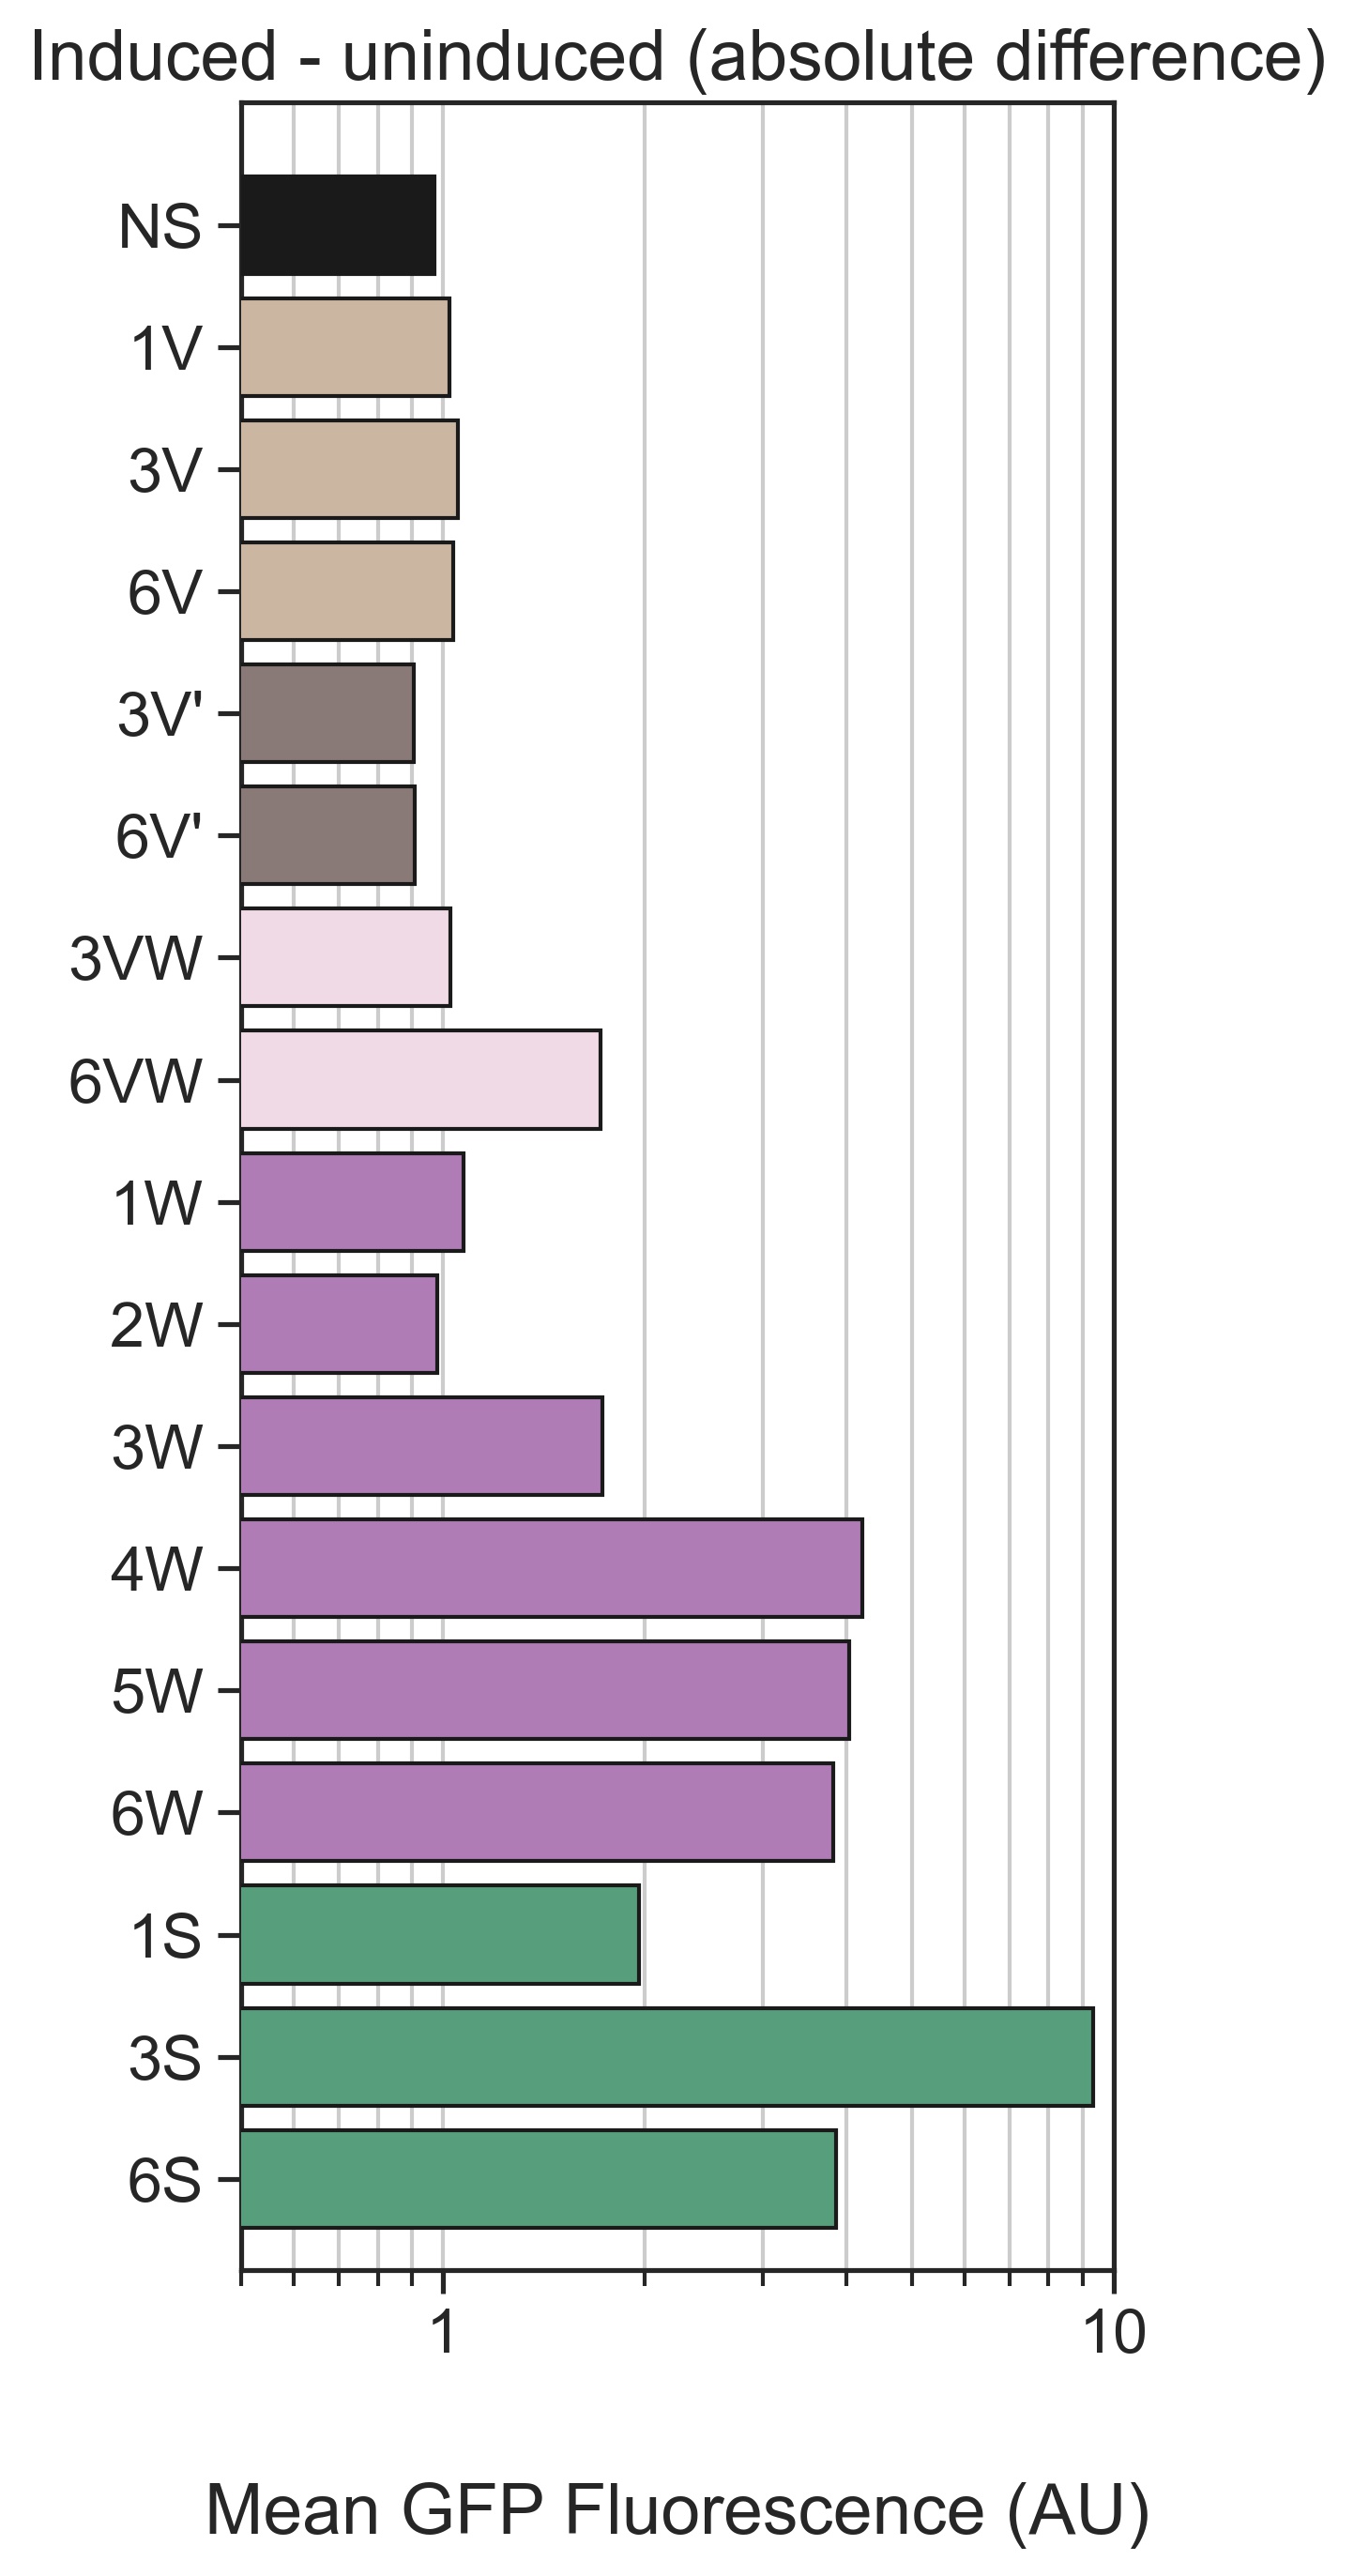 Induced - uninduced (absolute difference)
NS
1V
3V
6V
3V'
6V'
3VW
6VW
1W
2W
3W
4W
5W
6W
1S
3S
6S
1 10
Mean GFP Fluorescence (AU)